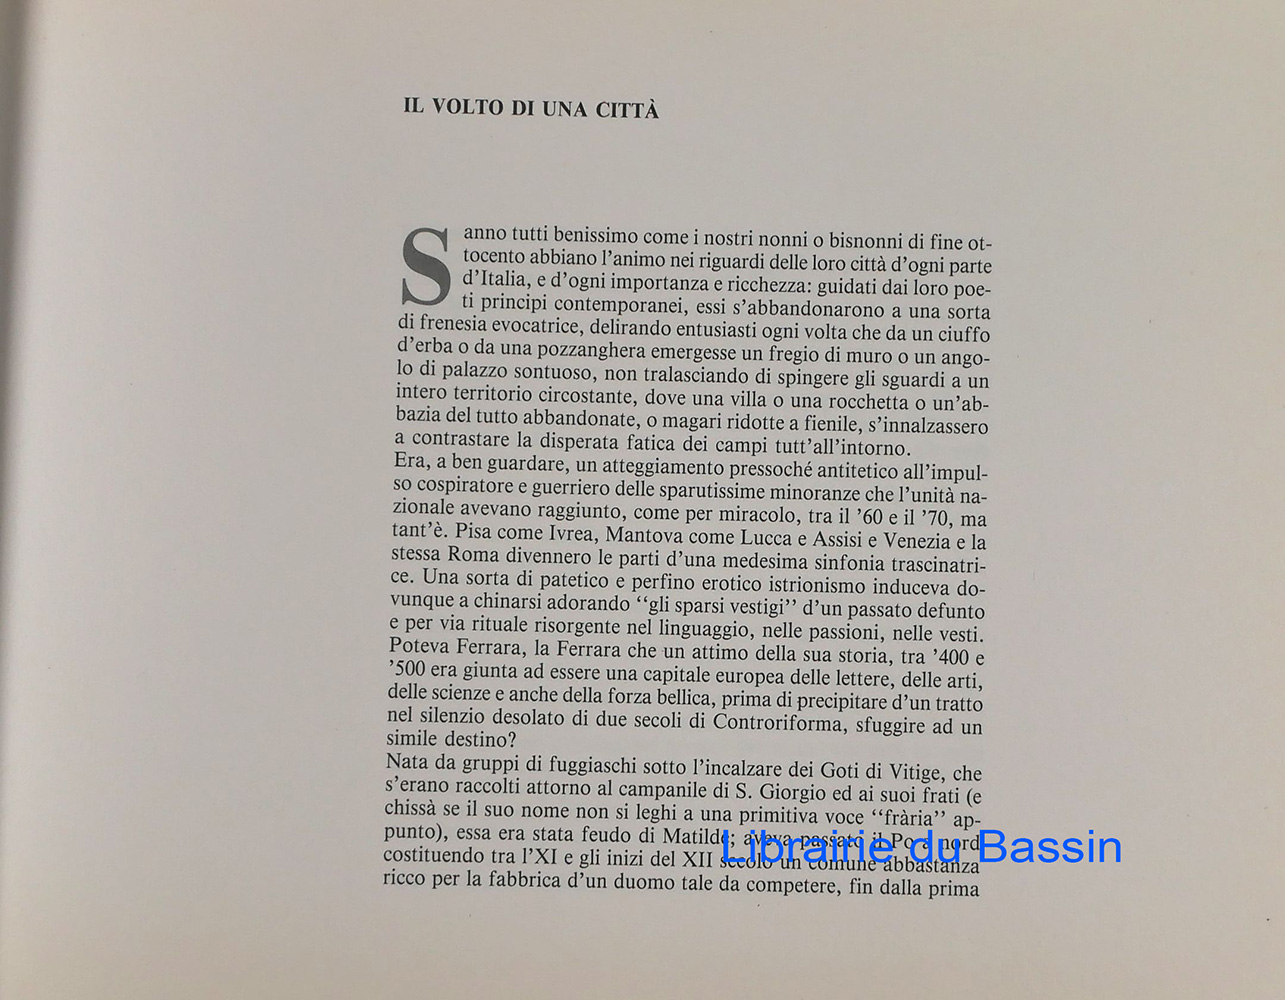 IL VOLTO DI UNA CITTÀ
Sanno tutti benissimo come i nostri nonni o bisnonni di fine ot-
tocento abbiano l'animo nei riguardi delle loro città d'ogni parte
d'Italia, e d'ogni importanza e ricchezza: guidati dai loro poe-
ti principi contemporanei, essi s'abbandonarono a una sorta
di frenesia evocatrice, delirando entusiasti ogni volta che da un ciuffo
d'erba o da una pozzanghera emergesse un fregio di muro o un ango-
lo di palazzo sontuoso, non tralasciando di spingere gli sguardi a un
intero territorio circostante, dove una villa o una rocchetta o un'ab-
bazia del tutto abbandonate, o magari ridotte a fienile, s'innalzassero
a contrastare la disperata fatica dei campi tutt'all'intorno.
Era, a ben guardare, un atteggiamento pressoché antitetico all'impul-
so cospiratore e guerriero delle sparutissime minoranze che l'unità na-
zionale avevano raggiunto, come per miracolo, tra il '60 e il '70, ma
tant'è. Pisa come Ivrea, Mantova come Lucca e Assisi e Venezia e la
stessa Roma divennero le parti d'una medesima sinfonia trascinatri-
ce. Una sorta di patetico e perfino erotico istrionismo induceva do-
vunque a chinarsi adorando "gli sparsi vestigi" d'un passato defunto
e per via rituale risorgente nel linguaggio, nelle passioni, nelle vesti.
Poteva Ferrara, la Ferrara che un attimo della sua storia, tra '400 e
'500 era giunta ad essere una capitale europea delle lettere, delle arti,
delle scienze e anche della forza bellica, prima di precipitare d'un tratto
nel silenzio desolato di due secoli di Controriforma, sfuggire ad un
simile destino?
Nata da gruppi di fuggiaschi sotto l'incalzare dei Goti di Vitige, che
s'erano raccolti attorno al campanile di S. Giorgio ed ai suoi frati (e
chissà se il suo nome non si leghi a una primitiva voce "frària" ap-
punto), essa era stata feudo di Matilde; aveva passato il Po a nord
costituendo tra l'XI e gli inizi del XII secolo un comune abbastanza
ricco per la fabbrica d'un duomo tale da competere, fin dalla prima
Librairie du Bassin